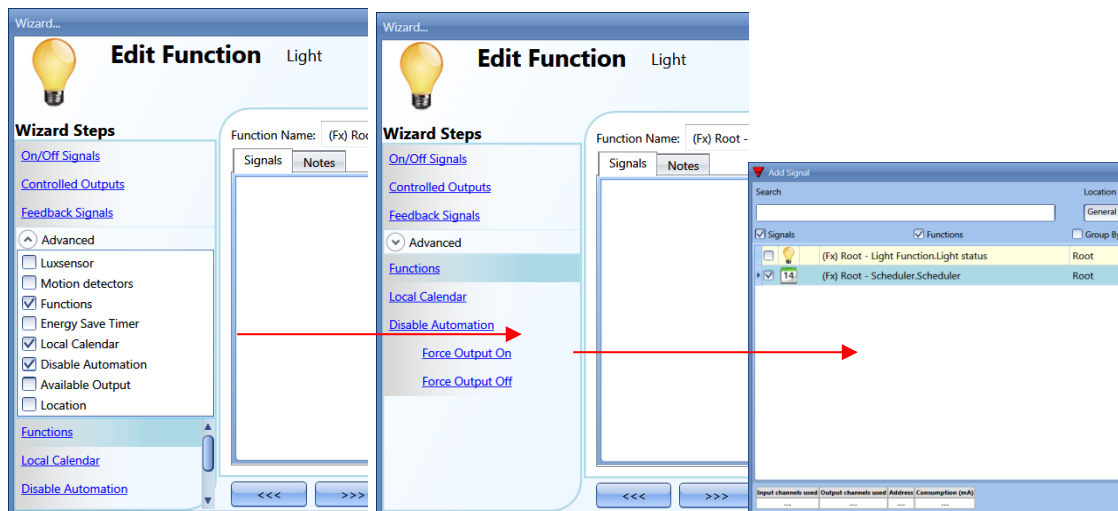 Wizard...
Edit Function Light
Wizard Steps
On/Off Signals
Controlled Outputs
Feedback Signals
Advanced
Luxsensor
Motion detectors
Functions
Energy Save Timer
Local Calendar
Disable Automation
Available Output
Location
Functions
Local Calendar
Disable Automation
Function Name: (Fx) Roo
Signals Notes
<<< >>>
Wizard...
Edit Function Light
Wizard Steps
On/Off Signals
Controlled Outputs
Feedback Signals
Advanced
Functions
Local Calendar
Disable Automation
Force Output On
Force Output Off
Function Name: (Fx) Root -
Signals Notes
<<< >>>
Add Signal
Search Location
General
Signals Functions Group By
(Fx) Root - Light Function.Light status Root
14 (Fx) Root - Scheduler.Scheduler Root
Input channels used Output channels used Address Consumption (mA)
--- --- --- ---